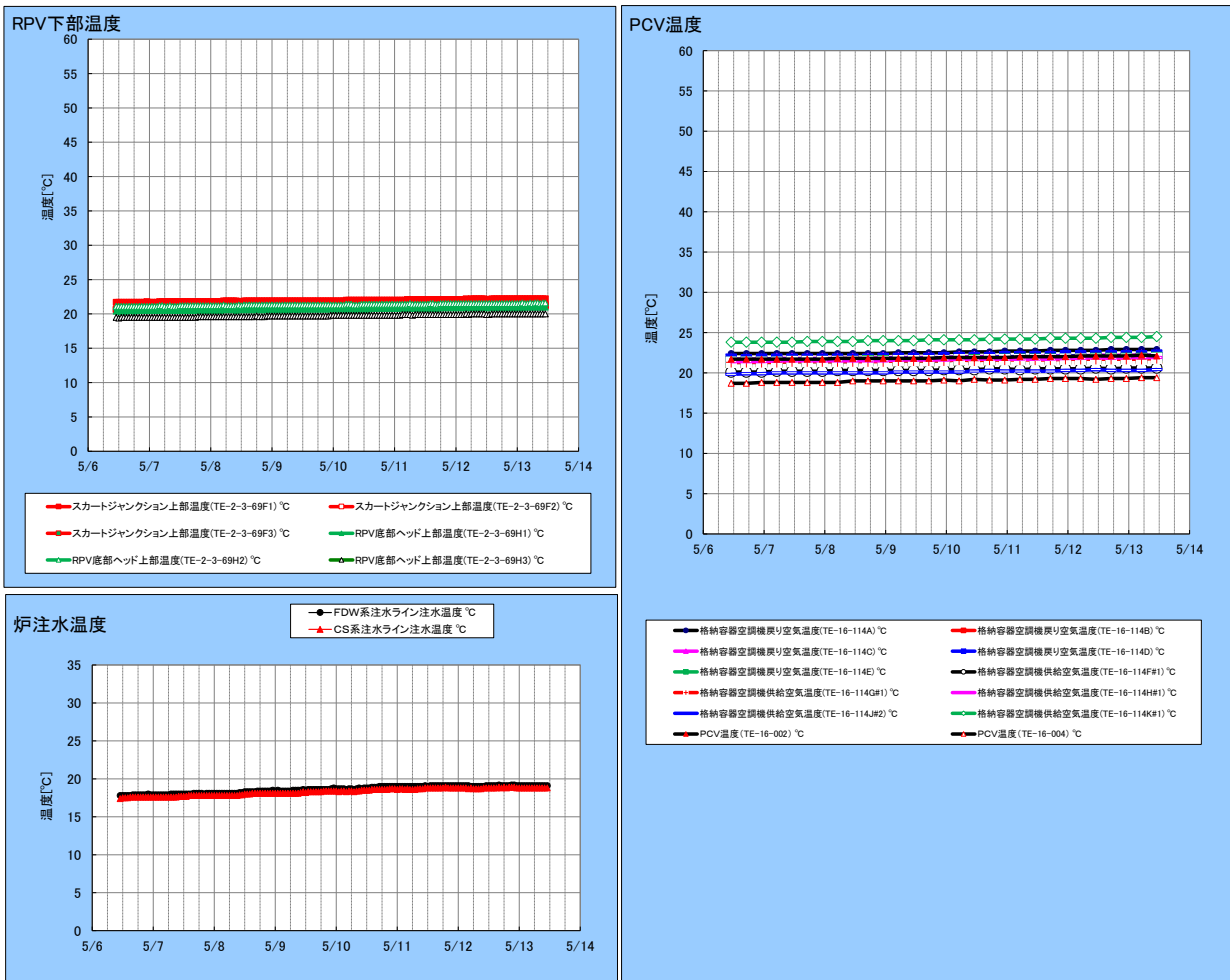 RPV下部温度
60
55
50
45
40
35
30
25
20
15
10
5
0
温度[℃]
5/6 5/7 5/8 5/9 5/10 5/11 5/12 5/13 5/14
スカートジャンクション上部温度(TE-2-3-69F1) ℃
スカートジャンクション上部温度(TE-2-3-69F2) ℃
スカートジャンクション上部温度(TE-2-3-69F3) ℃
RPV底部ヘッド上部温度(TE-2-3-69H1) ℃
RPV底部ヘッド上部温度(TE-2-3-69H2) ℃
RPV底部ヘッド上部温度(TE-2-3-69H3) ℃
PCV温度
60
55
50
45
40
35
30
25
20
15
10
5
0
温度[℃]
5/6 5/7 5/8 5/9 5/10 5/11 5/12 5/13 5/14
格納容器空調機戻り空気温度(TE-16-114A) ℃
格納容器空調機戻り空気温度(TE-16-114B) ℃
格納容器空調機戻り空気温度(TE-16-114C) ℃
格納容器空調機戻り空気温度(TE-16-114D) ℃
格納容器空調機戻り空気温度(TE-16-114E) ℃
格納容器空調機供給空気温度(TE-16-114F#1) ℃
格納容器空調機供給空気温度(TE-16-114G#1) ℃
格納容器空調機供給空気温度(TE-16-114H#1) ℃
格納容器空調機供給空気温度(TE-16-114J#2) ℃
格納容器空調機供給空気温度(TE-16-114K#1) ℃
PCV温度(TE-16-002) ℃
PCV温度(TE-16-004) ℃
炉注水温度
FDW系注水ライン注水温度 ℃
CS系注水ライン注水温度 ℃
35
30
25
20
15
10
5
0
温度[℃]
5/6 5/7 5/8 5/9 5/10 5/11 5/12 5/13 5/14